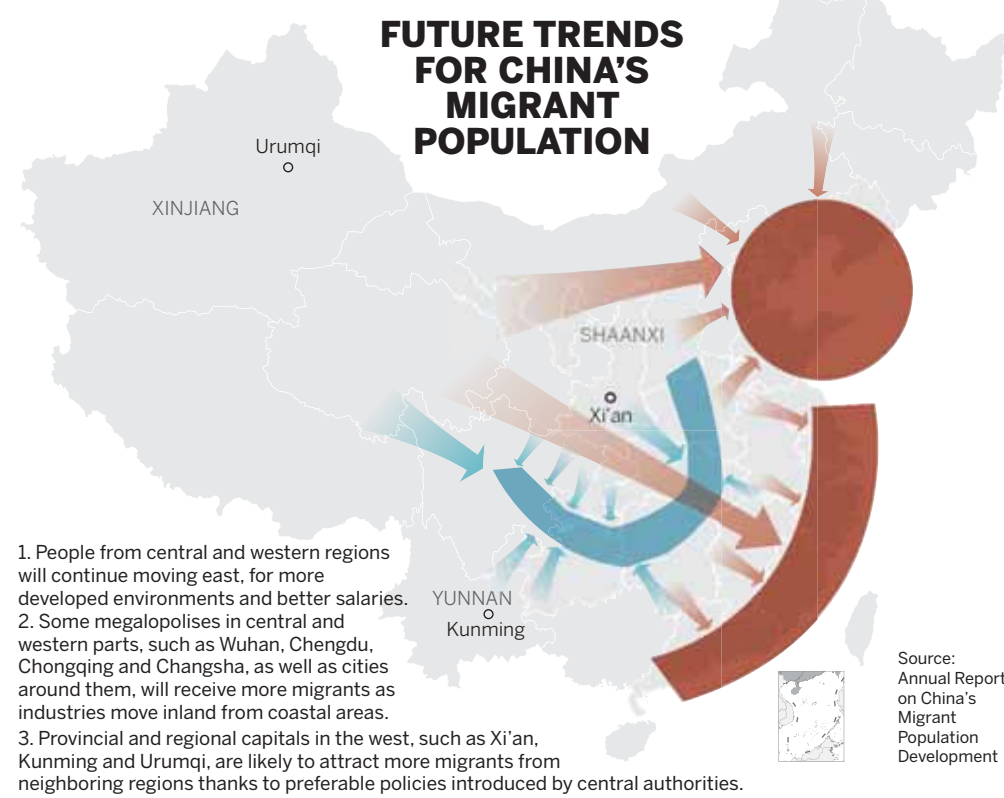 FUTURE TRENDS
FOR CHINA'S
MIGRANT
POPULATION
Urumqi
XINJIANG
SHAANXI
Xi'an
YUNNAN
Kunming
1. People from central and western regions
will continue moving east, for more
developed environments and better salaries.
2. Some megalopolises in central and
western parts, such as Wuhan, Chengdu,
Chongqing and Changsha, as well as cities
around them, will receive more migrants as
industries move inland from coastal areas.
3. Provincial and regional capitals in the west, such as Xi'an,
Kunming and Urumqi, are likely to attract more migrants from
neighboring regions thanks to preferable policies introduced by central authorities.
Source:
Annual Report
on China's
Migrant
Population
Development